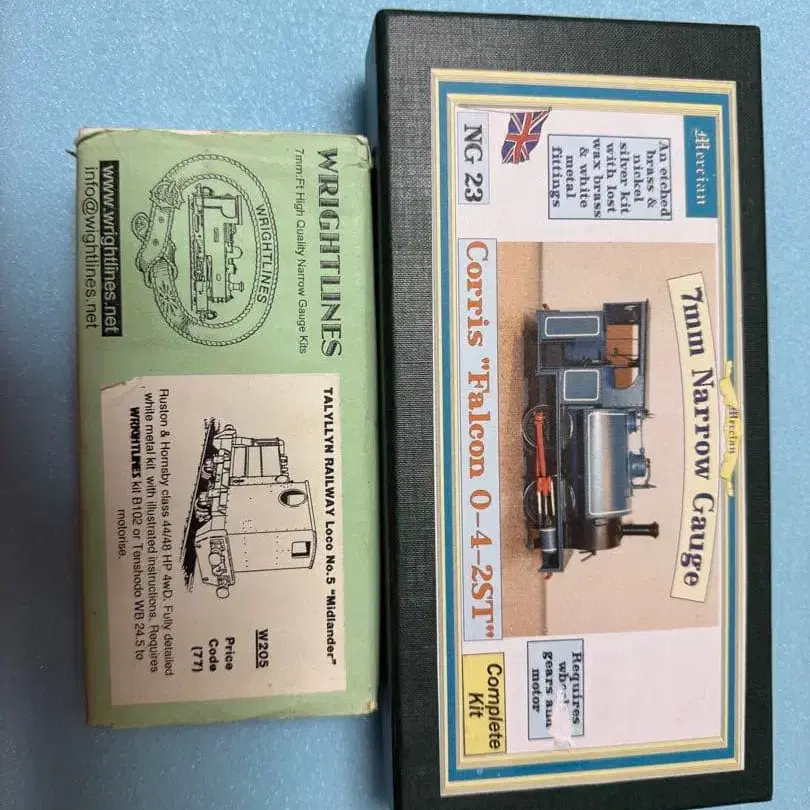 WRIGHTLINES
7mm:Ft High Quality Narrow Gauge Kits
WRIGHTLINES
www.wrightlines.net
info@wightlines.net
TALYLLYN RAILWAY Loco No.5 "Midlander"
W205
Price
Code
(77)
Ruston & Hornsby class 44/48 HP 4wD. Fully detailed
white metal kit with illustrated instructions. Requires
WRIGHTLINES kit B102 or Tenshodo WB 24.5 to
motorise.
Mercian
An etched
brass &
nickel
silver kit
with lost
wax brass
& white
metal
fittings
NG 23
Mercian
7mm Narrow Gauge
Corris "Falcon 0-4-2ST"
Requires
gears and
motor
Complete
Kit